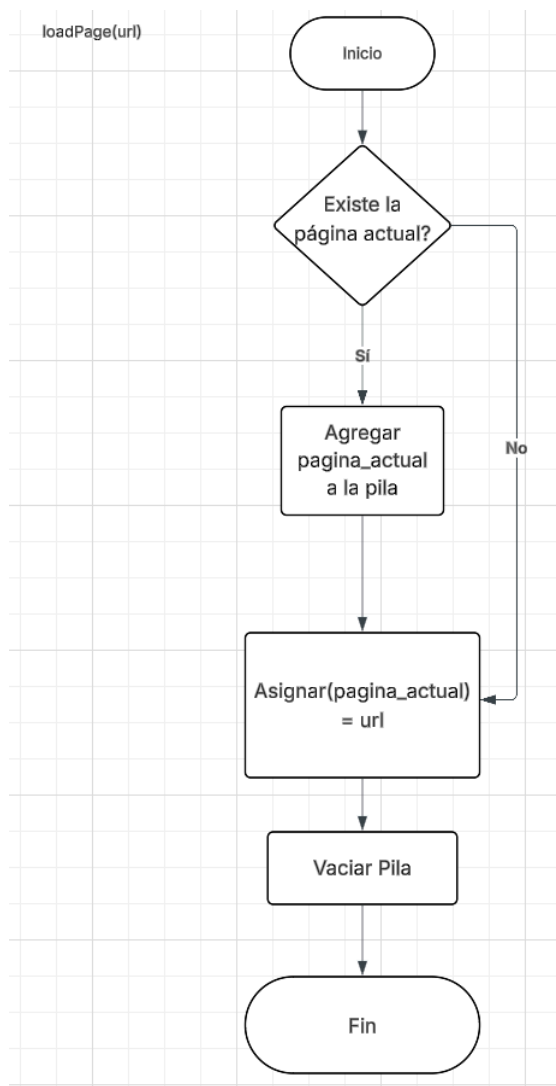 loadPage(url)
Inicio
Existe la
página actual?
Sí
No
Agregar
pagina_actual
a la pila
Asignar(pagina_actual)
= url
Vaciar Pila
Fin